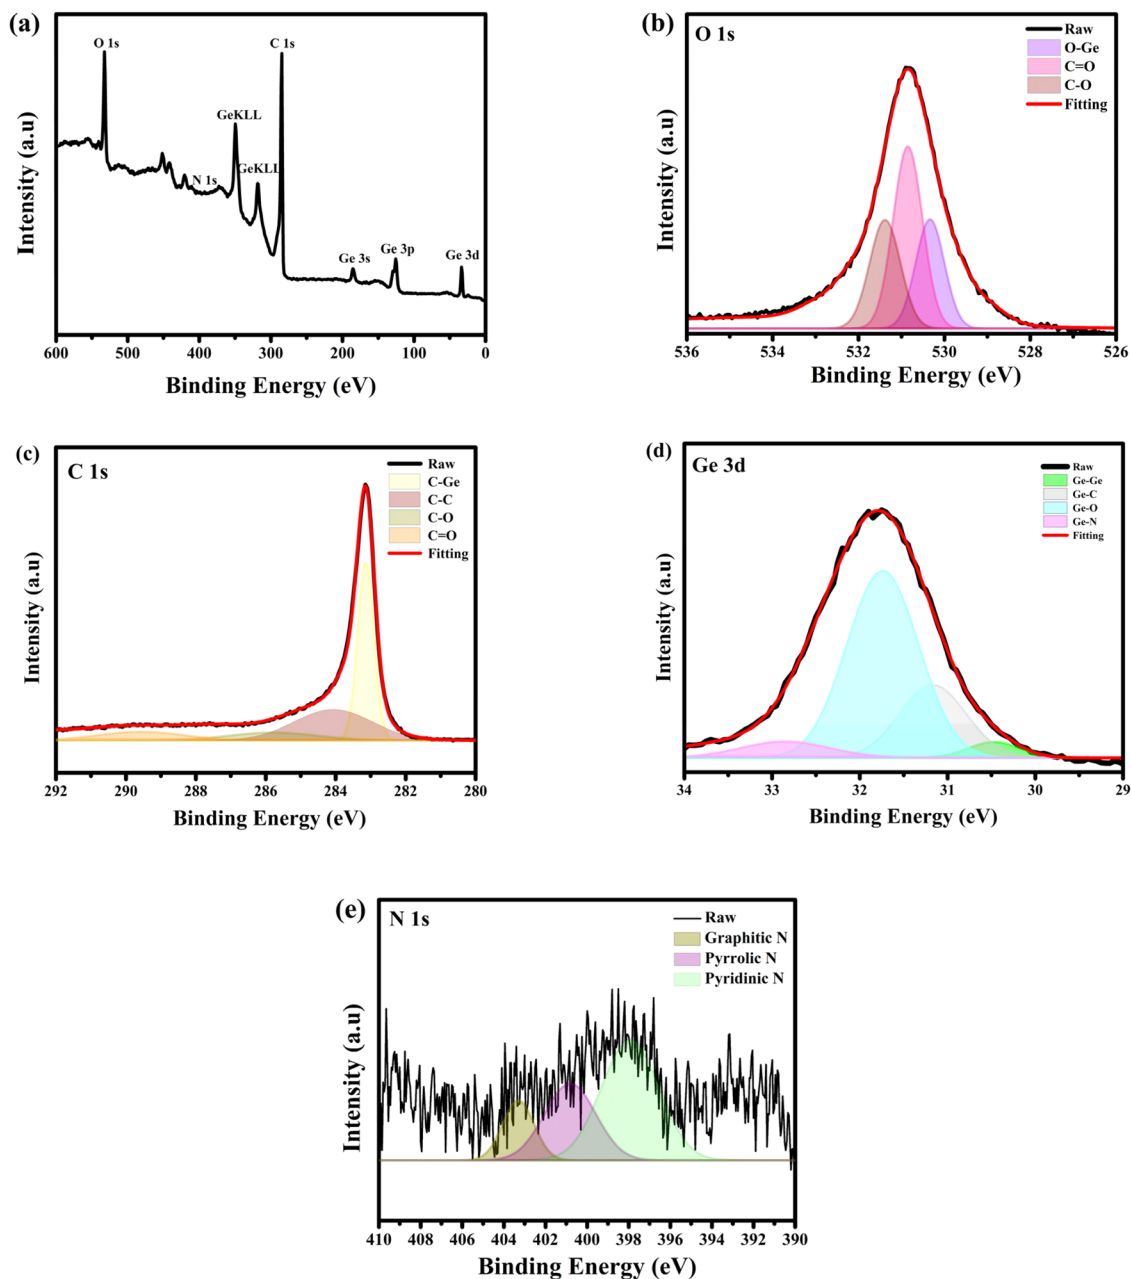 (a)
O 1s
C 1s
GeKLL
GeKLL
N 1s
Ge 3s
Ge 3p
Ge 3d
Intensity (a.u)
600 500 400 300 200 100 0
Binding Energy (eV)
(b)
O 1s
Raw
O-Ge
C=O
C-O
Fitting
Intensity (a.u)
536 534 532 530 528 526
Binding Energy (eV)
(c)
C 1s
Raw
C-Ge
C-C
C-O
C=O
Fitting
Intensity (a.u)
292 290 288 286 284 282 280
Binding Energy (eV)
(d)
Ge 3d
Raw
Ge-Ge
Ge-C
Ge-O
Ge-N
Fitting
Intensity (a.u)
34 33 32 31 30 29
Binding Energy (eV)
(e)
N 1s
Raw
Graphitic N
Pyrrolic N
Pyridinic N
Intensity (a.u)
410 408 406 404 402 400 398 396 394 392 390
Binding Energy (eV)